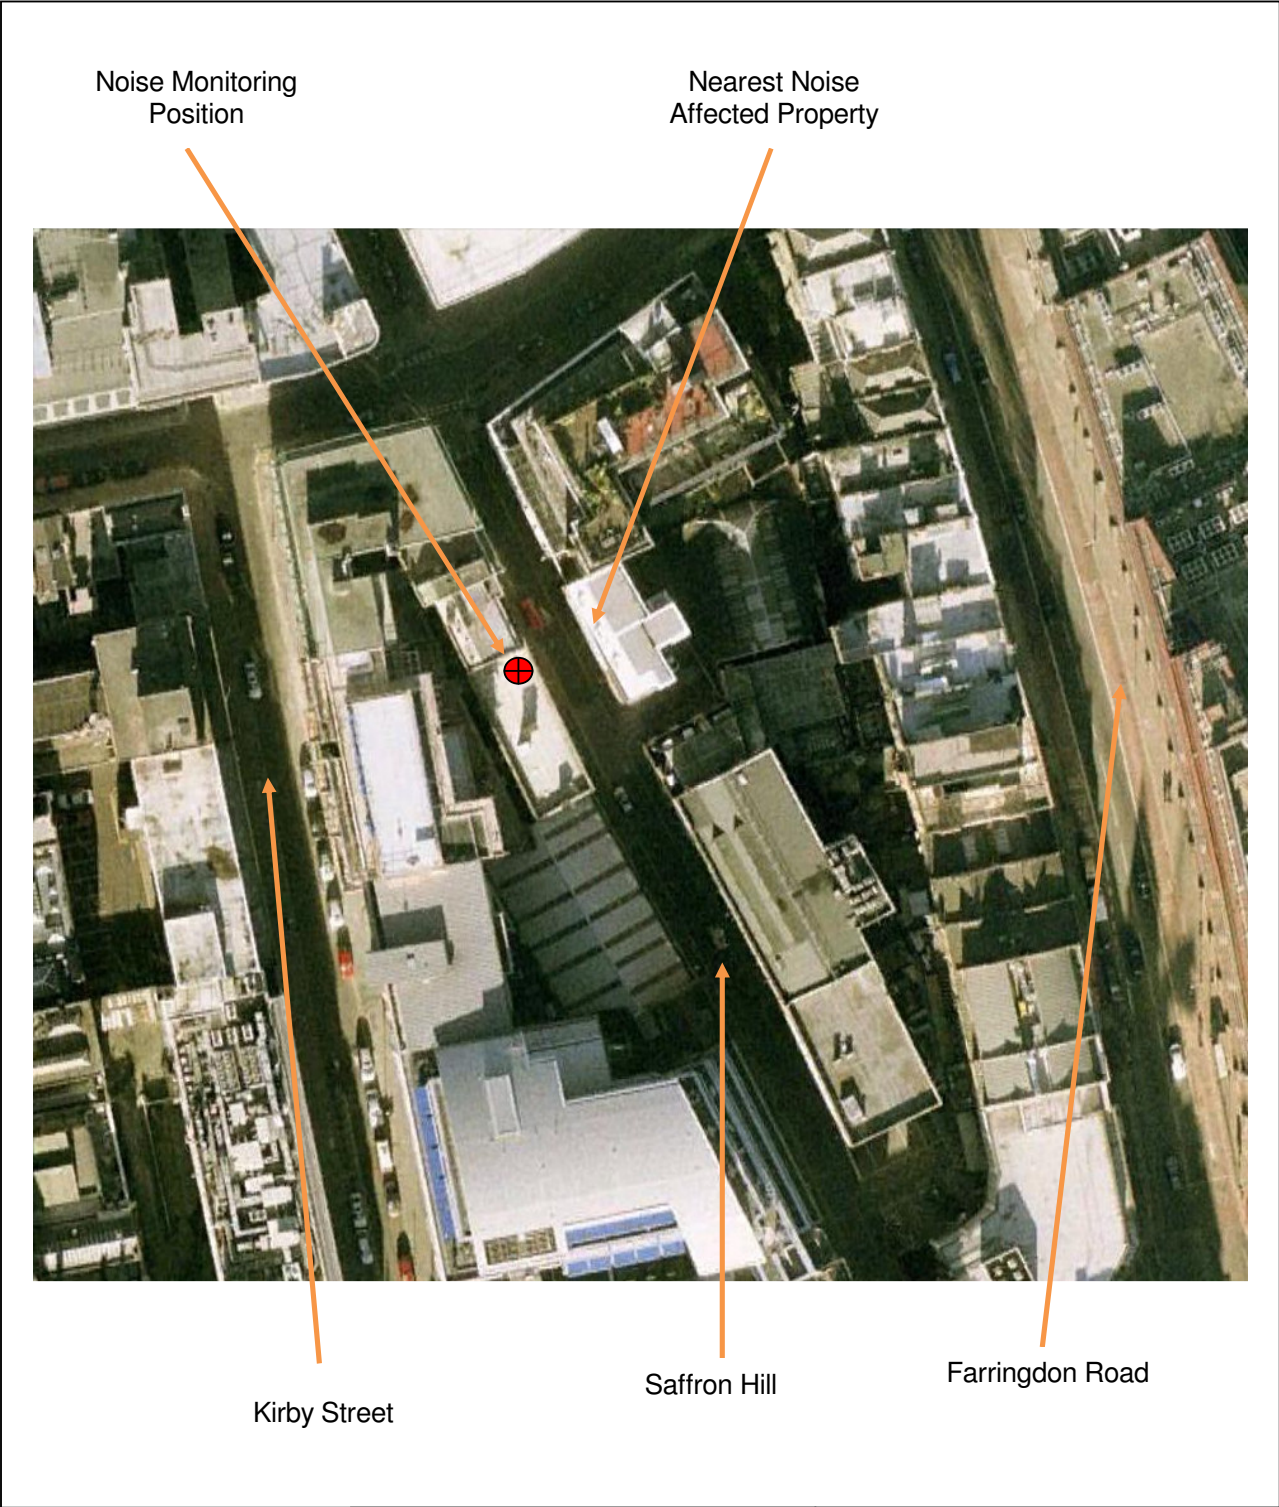 Noise Monitoring
Position
Nearest Noise
Affected Property
Kirby Street
Saffron Hill
Farringdon Road